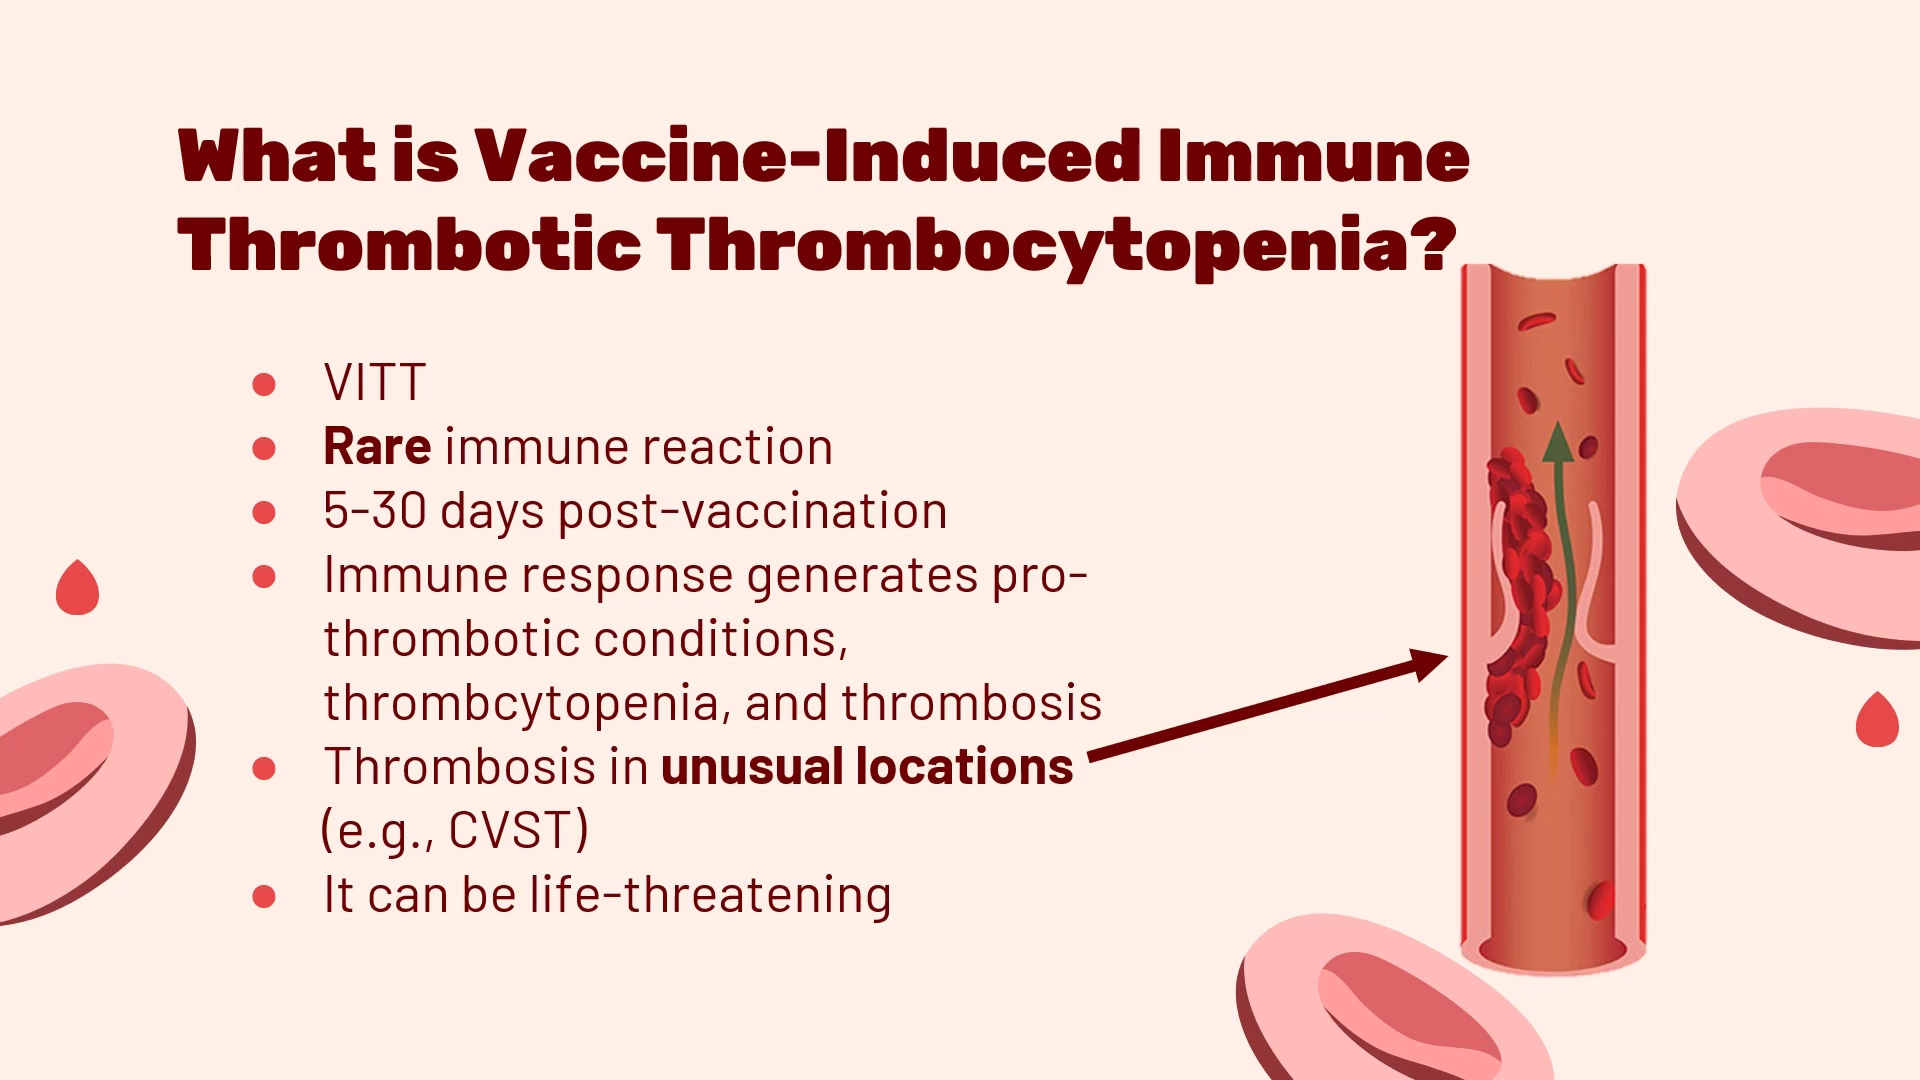 What is Vaccine-Induced Immune
Thrombotic Thrombocytopenia?
● VITT
● Rare immune reaction
● 5-30 days post-vaccination
● Immune response generates pro-
thrombotic conditions,
thrombcytopenia, and thrombosis
● Thrombosis in unusual locations
(e.g., CVST)
● It can be life-threatening